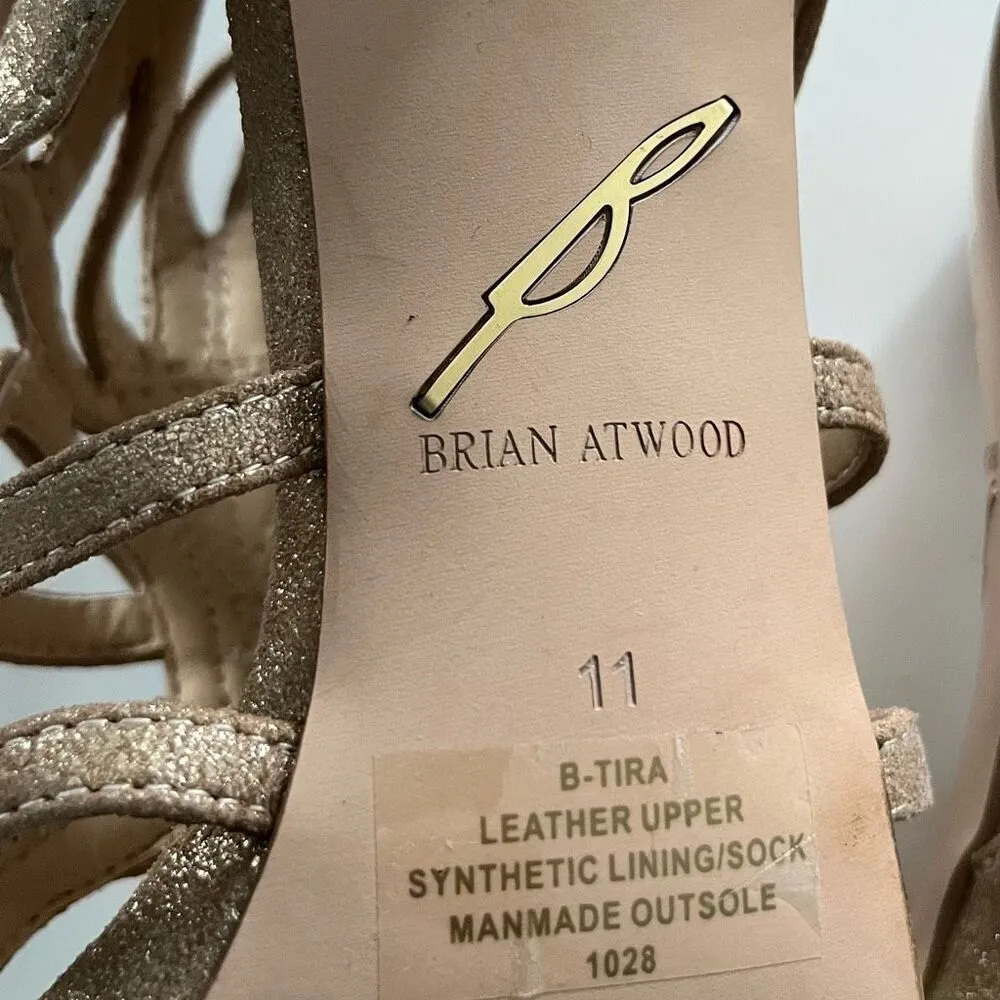 BRIAN ATWOOD
11
B-TIRA
LEATHER UPPER
SYNTHETIC LINING/SOCK
MANMADE OUTSOLE
1028